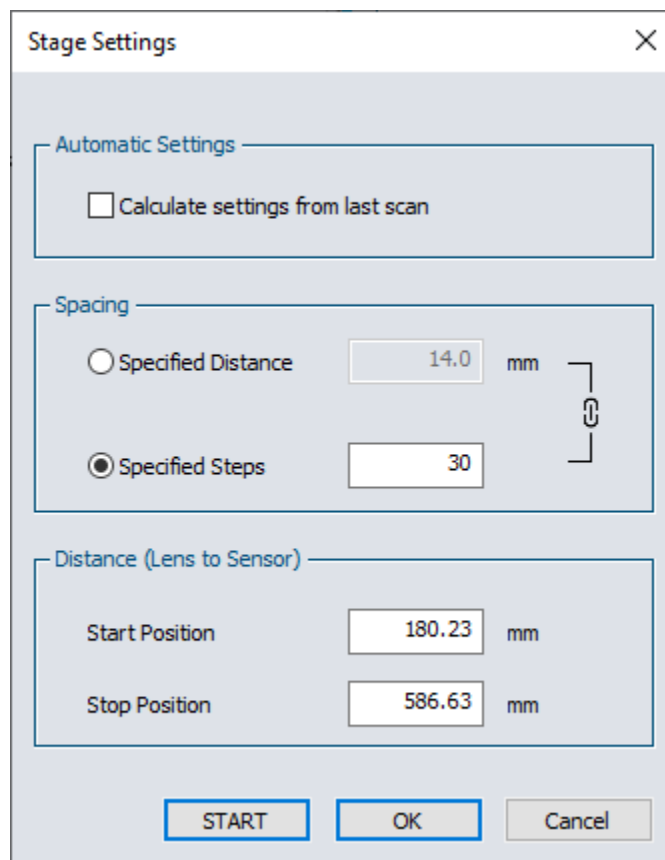 Stage Settings
Automatic Settings
Calculate settings from last scan
Spacing
Specified Distance 14.0 mm
Specified Steps 30
Distance (Lens to Sensor)
Start Position 180.23 mm
Stop Position 586.63 mm
START OK Cancel